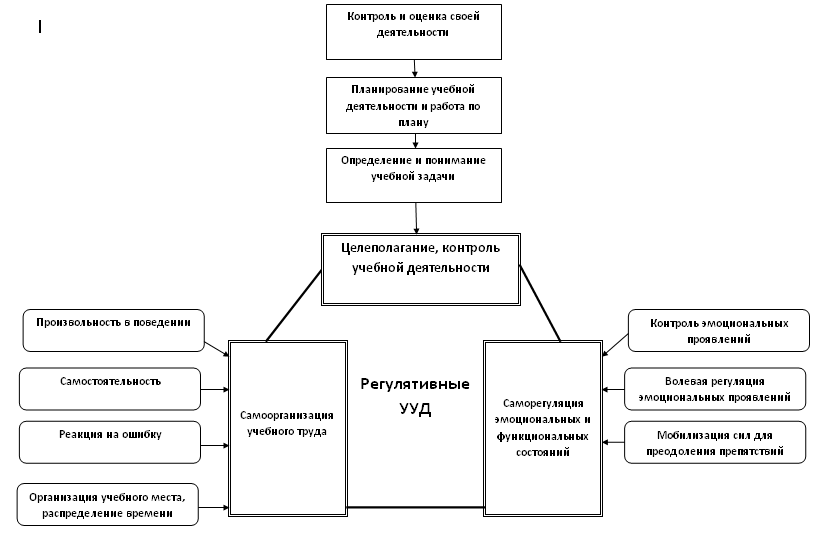 Контроль и оценка своей
деятельности
Планирование учебной
деятельности и работа по
плану
Определение и понимание
учебной задачи
Целеполагание, контроль
учебной деятельности
Произвольность в поведении
Самостоятельность
Реакция на ошибку
Организация учебного места,
распределение времени
Самоорганизация
учебного труда
Регулятивные
УУД
Саморегуляция
эмоциональных и
функциональных
состояний
Контроль эмоциональных
проявлений
Волевая регуляция
эмоциональных проявлений
Мобилизация сил для
преодоления препятствий